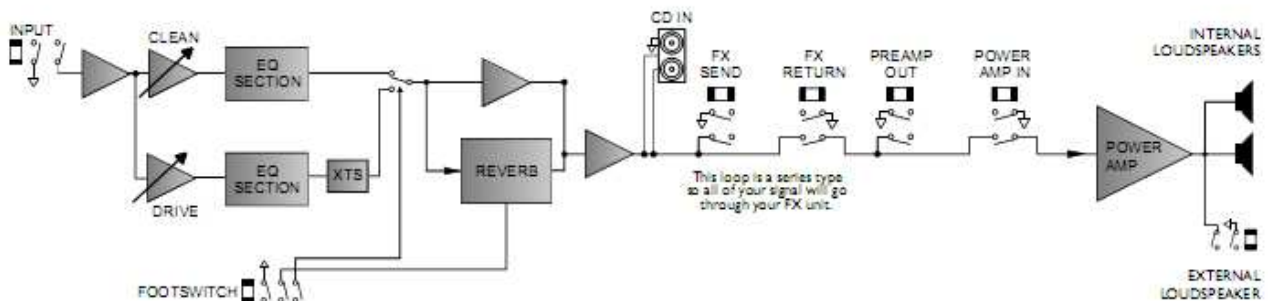 INPUT
CLEAN
EQ
SECTION
DRIVE
EQ
SECTION
XTS
REVERB
FOOTSWITCH
CD IN
FX
SEND
FX
RETURN
PREAMP
OUT
POWER
AMP IN
This loop is a series type
so all of your signal will go
through your FX unit.
POWER
AMP
INTERNAL
LOUDSPEAKERS
EXTERNAL
LOUDSPEAKER